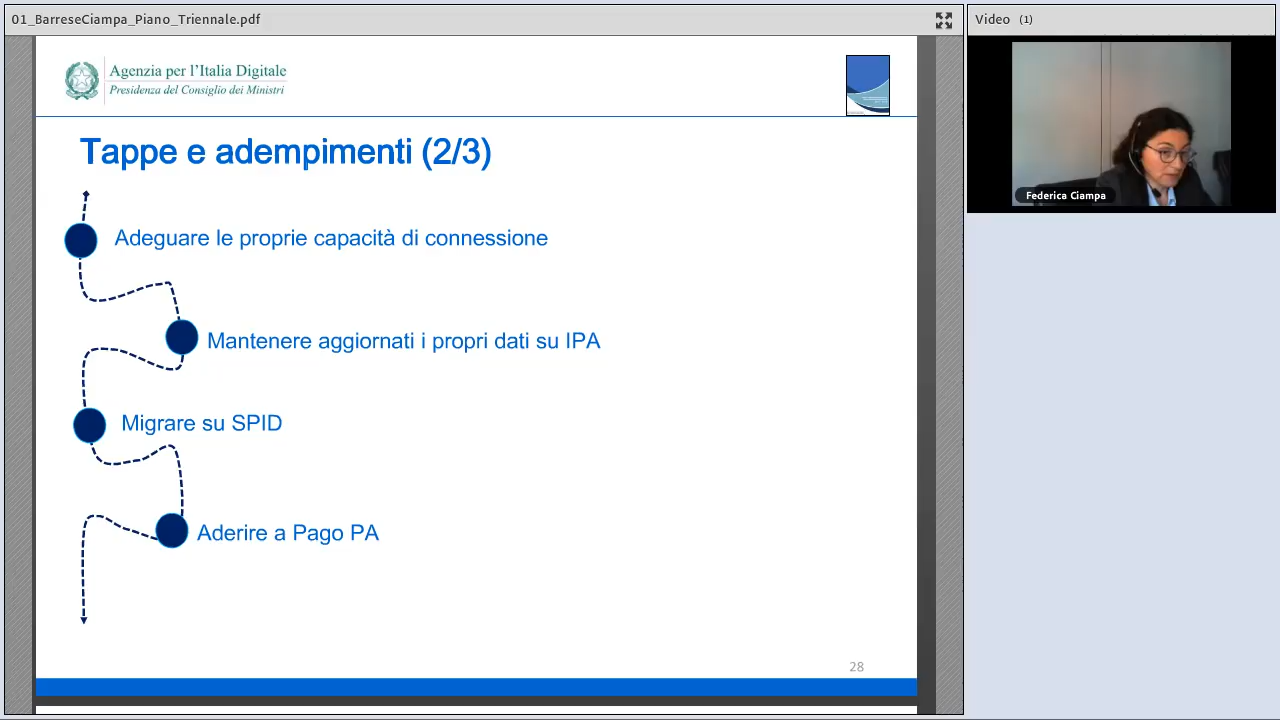 01_BarreseCiampa_Piano_Triennale.pdf
Video (1)
Agenzia per l'Italia Digitale
Presidenza del Consiglio dei Ministri
Federica Ciampa
Tappe e adempimenti (2/3)
Adeguare le proprie capacità di connessione
Mantenere aggiornati i propri dati su IPA
Migrare su SPID
Aderire a Pago PA
28